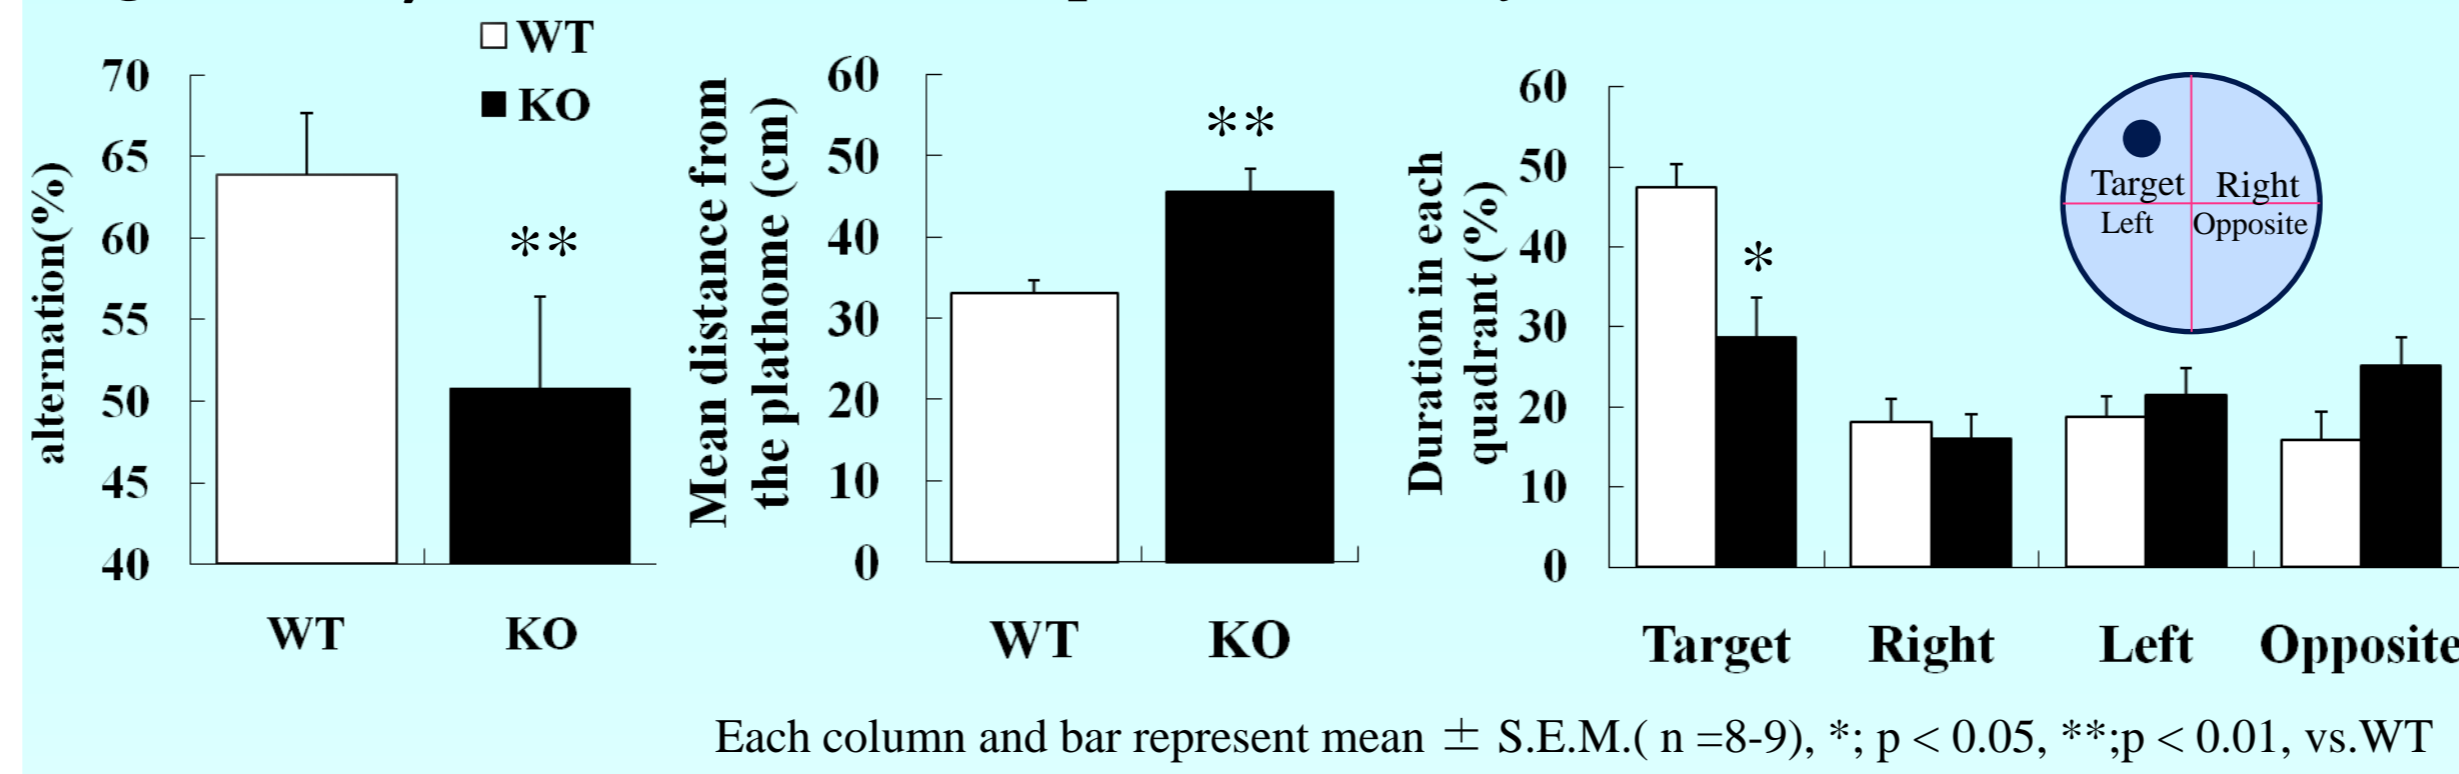 WT
KO
alternation(%)
70
65
60
55
50
45
40
**
WT
KO
Mean distance from
the plathome (cm)
60
50
40
30
20
10
0
**
WT
KO
Duration in each
quadrant (%)
60
50
40
30
20
10
0
*
Target
Right
Left
Opposite
Target
Right
Left
Opposite
Each column and bar represent mean ± S.E.M.( n =8-9), *; p < 0.05, **;p < 0.01, vs.WT